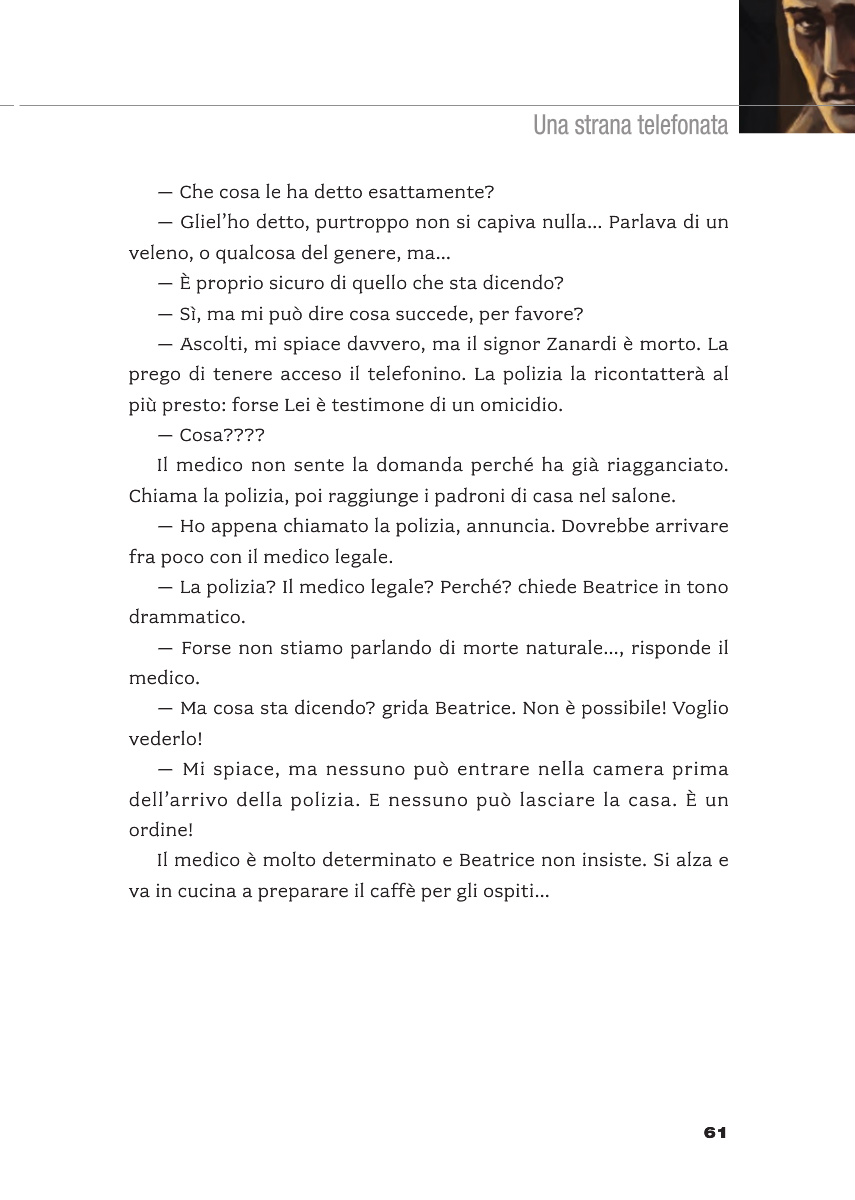 Una strana telefonata
— Che cosa le ha detto esattamente?
— Gliel’ho detto, purtroppo non si capiva nulla... Parlava di un
veleno, o qualcosa del genere, ma...
— È proprio sicuro di quello che sta dicendo?
— Sì, ma mi può dire cosa succede, per favore?
— Ascolti, mi spiace davvero, ma il signor Zanardi è morto. La
prego di tenere acceso il telefonino. La polizia la ricontatterà al
più presto: forse Lei è testimone di un omicidio.
— Cosa????
Il medico non sente la domanda perché ha già riagganciato.
Chiama la polizia, poi raggiunge i padroni di casa nel salone.
— Ho appena chiamato la polizia, annuncia. Dovrebbe arrivare
fra poco con il medico legale.
— La polizia? Il medico legale? Perché? chiede Beatrice in tono
drammatico.
— Forse non stiamo parlando di morte naturale..., risponde il
medico.
— Ma cosa sta dicendo? grida Beatrice. Non è possibile! Voglio
vederlo!
— Mi spiace, ma nessuno può entrare nella camera prima
dell’arrivo della polizia. E nessuno può lasciare la casa. È un
ordine!
Il medico è molto determinato e Beatrice non insiste. Si alza e
va in cucina a preparare il caffè per gli ospiti...
61